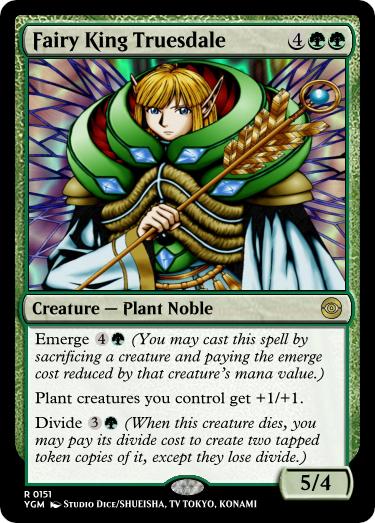 Fairy King Truesdale 4
Creature — Plant Noble
Emerge 4 (You may cast this spell by
sacrificing a creature and paying the emerge
cost reduced by that creature's mana value.)
Plant creatures you control get +1/+1.
Divide 3 (When this creature dies, you
may pay its divide cost to create two tapped
token copies of it, except they lose divide.)
5/4
R 0151
YGM Studio Dice/SHUEISHA, TV TOKYO, KONAMI